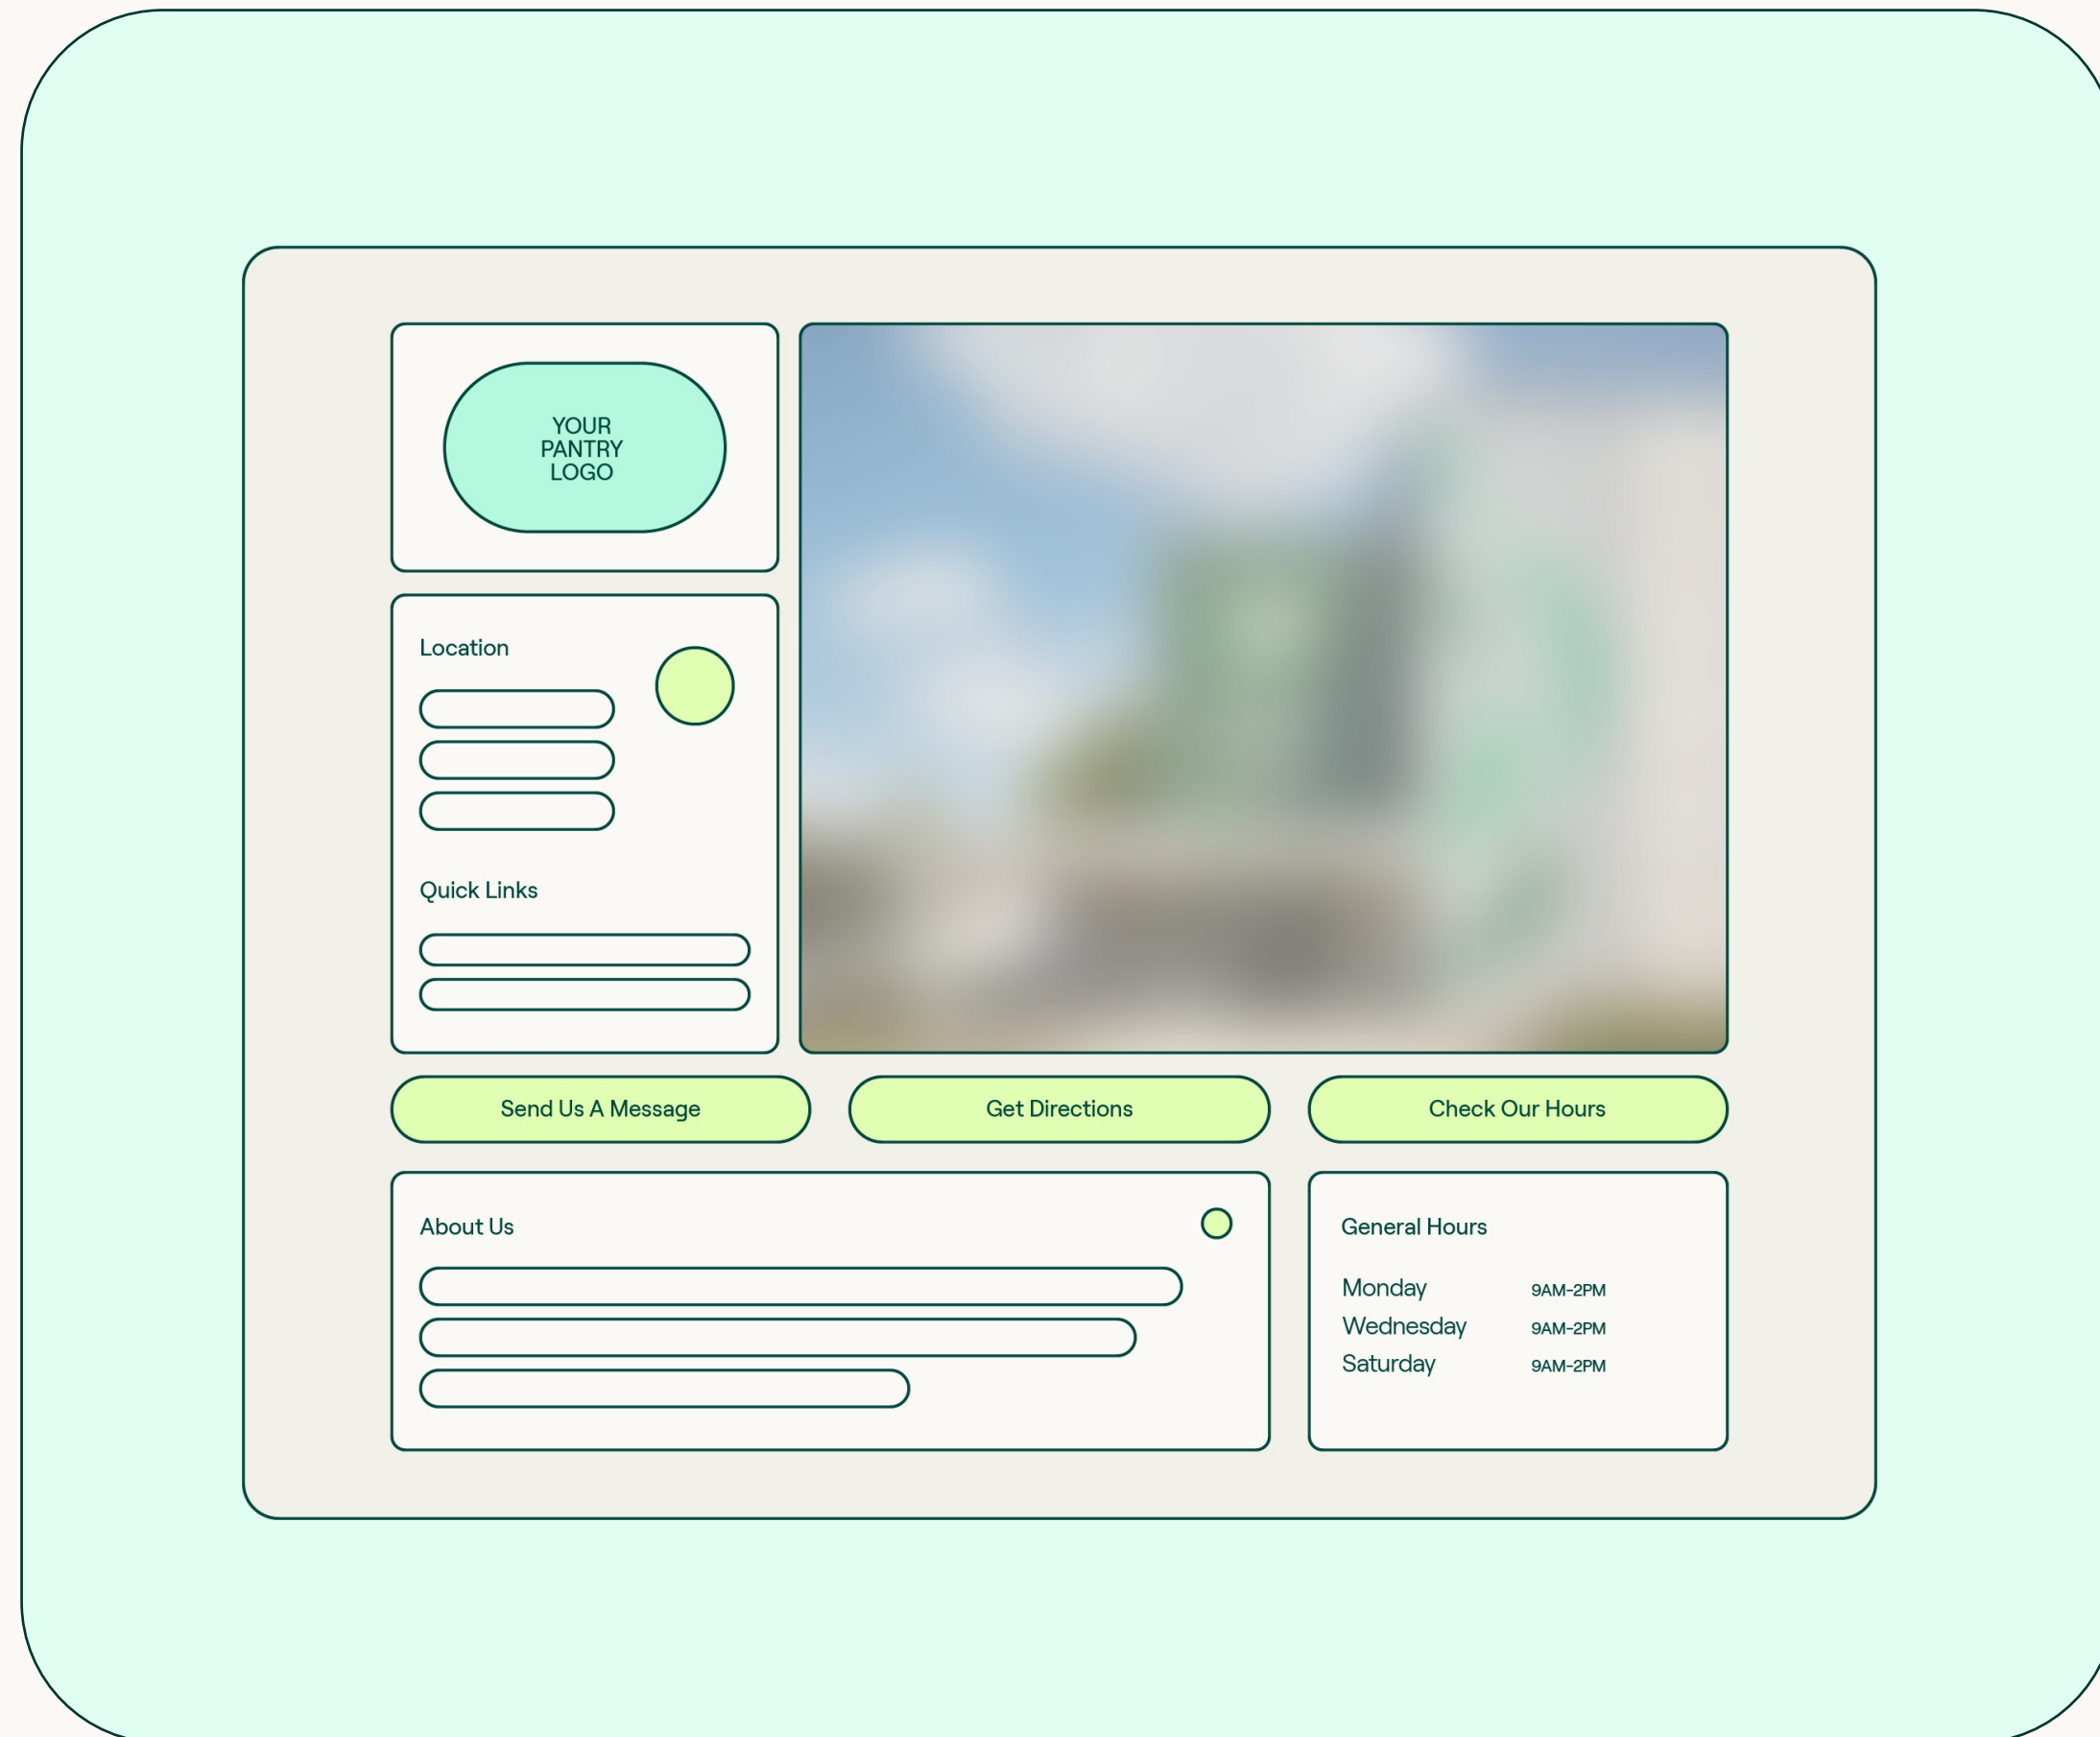 YOUR
PANTRY
LOGO
Location
Quick Links
Send Us A Message
Get Directions
Check Our Hours
About Us
General Hours
Monday 9AM-2PM
Wednesday 9AM-2PM
Saturday 9AM-2PM